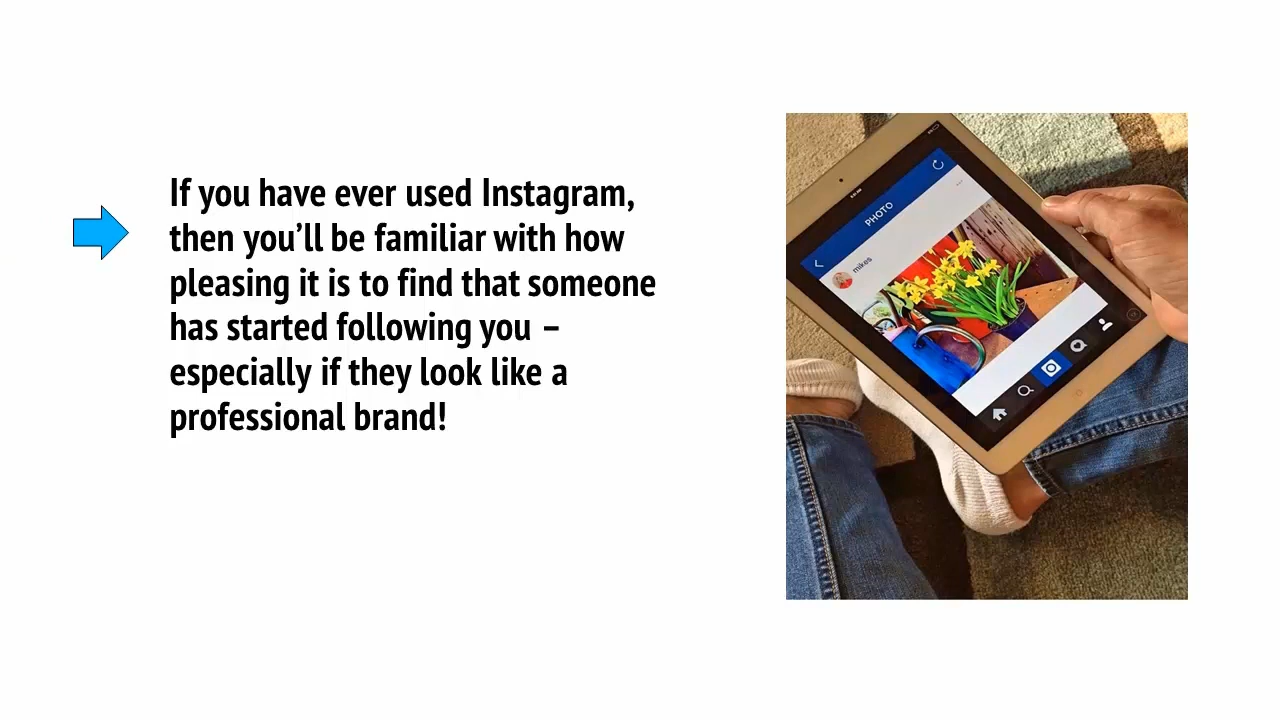 If you have ever used Instagram,
then you’ll be familiar with how
pleasing it is to find that someone
has started following you –
especially if they look like a
professional brand!
PHOTO
mikes